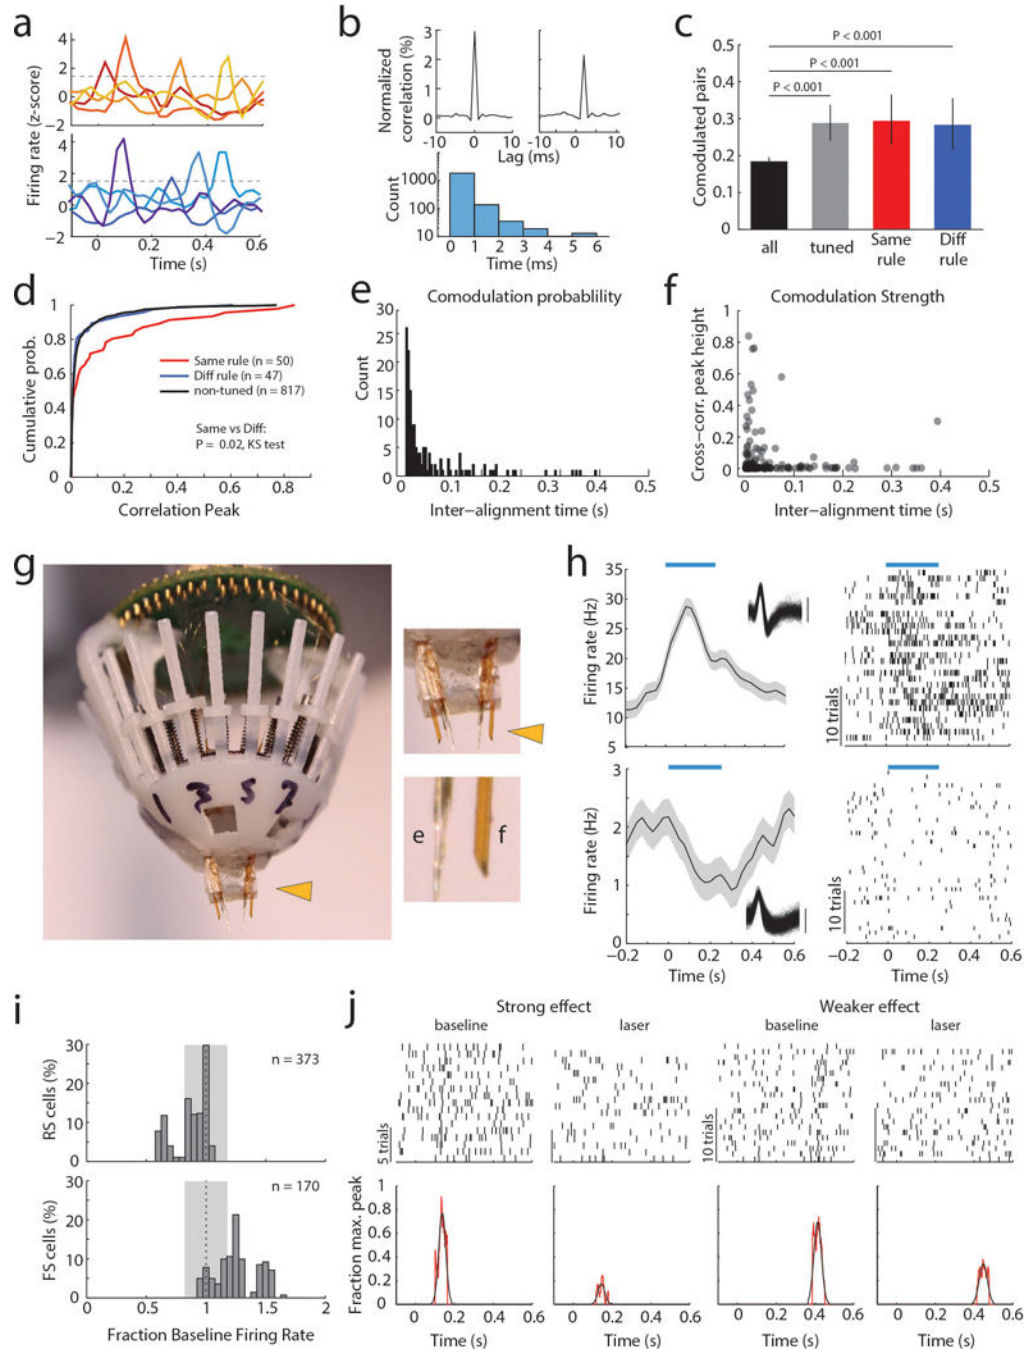 a
4
2
0
−2
4
2
0
−2
Firing rate (z-score)
0 0.2 0.4 0.6
Time (s)
b
Normalized
correlation (%)
3
2
1
0
-10 0 10
-10 0 10
Lag (ms)
Count
1000
100
10
0 1 2 3 4 5 6
Time (ms)
c
P < 0.001
P < 0.001
P < 0.001
Comodulated pairs
0.5
0.4
0.3
0.2
0.1
0
all
tuned
Same
rule
Diff
rule
d
Cumulative prob.
1
0.8
0.6
0.4
0.2
0
Same rule (n = 50)
Diff rule (n = 47)
non-tuned (n = 817)
Same vs Diff:
P = 0.02, KS test
0 0.2 0.4 0.6 0.8 1
Correlation Peak
e
Comodulation probablility
Count
30
25
20
15
10
5
0
0 0.1 0.2 0.3 0.4 0.5
Inter−alignment time (s)
f
Comodulation Strength
Cross−corr. peak height
1
0.8
0.6
0.4
0.2
0
0 0.1 0.2 0.3 0.4 0.5
Inter−alignment time (s)
g
1 3 5 7
e
f
h
Firing rate (Hz)
35
30
25
20
15
10
5
10 trials
Firing rate (Hz)
3
2
1
0
−0.2 0 0.2 0.4 0.6
Time (s)
10 trials
−0.2 0 0.2 0.4 0.6
Time (s)
i
RS cells (%)
30
20
10
0
n = 373
FS cells (%)
30
20
10
0
n = 170
0 0.5 1 1.5 2
Fraction Baseline Firing Rate
j
Strong effect
Weaker effect
baseline
laser
baseline
laser
5 trials
10 trials
Fraction max. peak
1
0.8
0.6
0.4
0.2
0
0 0.2 0.4 0.6
Time (s)
0 0.2 0.4 0.6
Time (s)
0 0.2 0.4 0.6
Time (s)
0 0.2 0.4 0.6
Time (s)